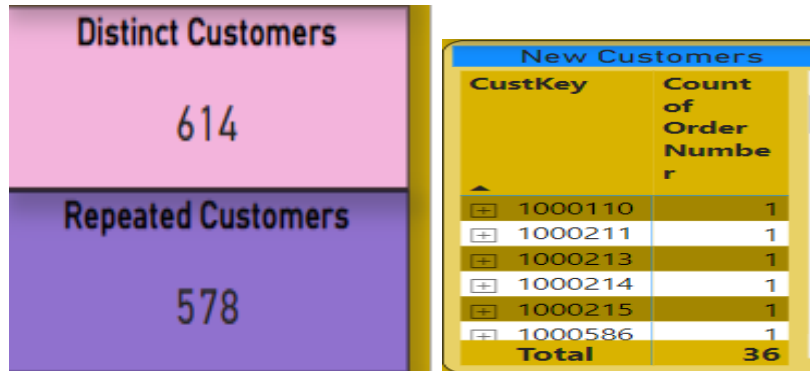 Distinct Customers
614
Repeated Customers
578
New Customers
CustKey Count
of
Order
Numbe
r
1000110 1
1000211 1
1000213 1
1000214 1
1000215 1
1000586 1
Total 36